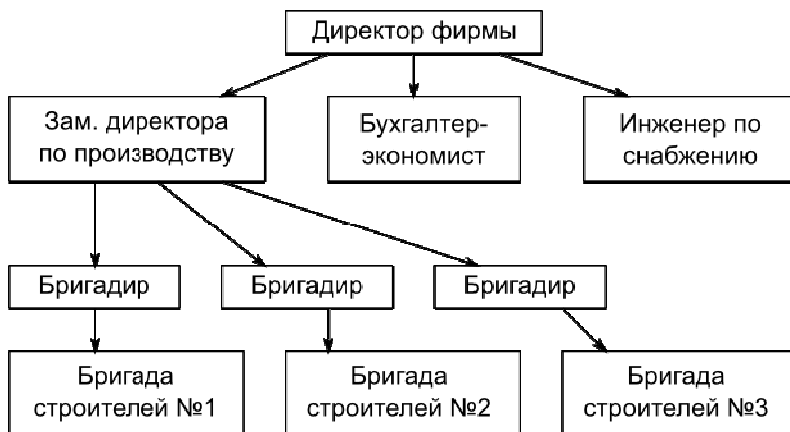 Директор фирмы
Зам. директора
по производству
Бухгалтер-
экономист
Инженер по
снабжению
Бригадир
Бригадир
Бригадир
Бригада
строителей №1
Бригада
строителей №2
Бригада
строителей №3